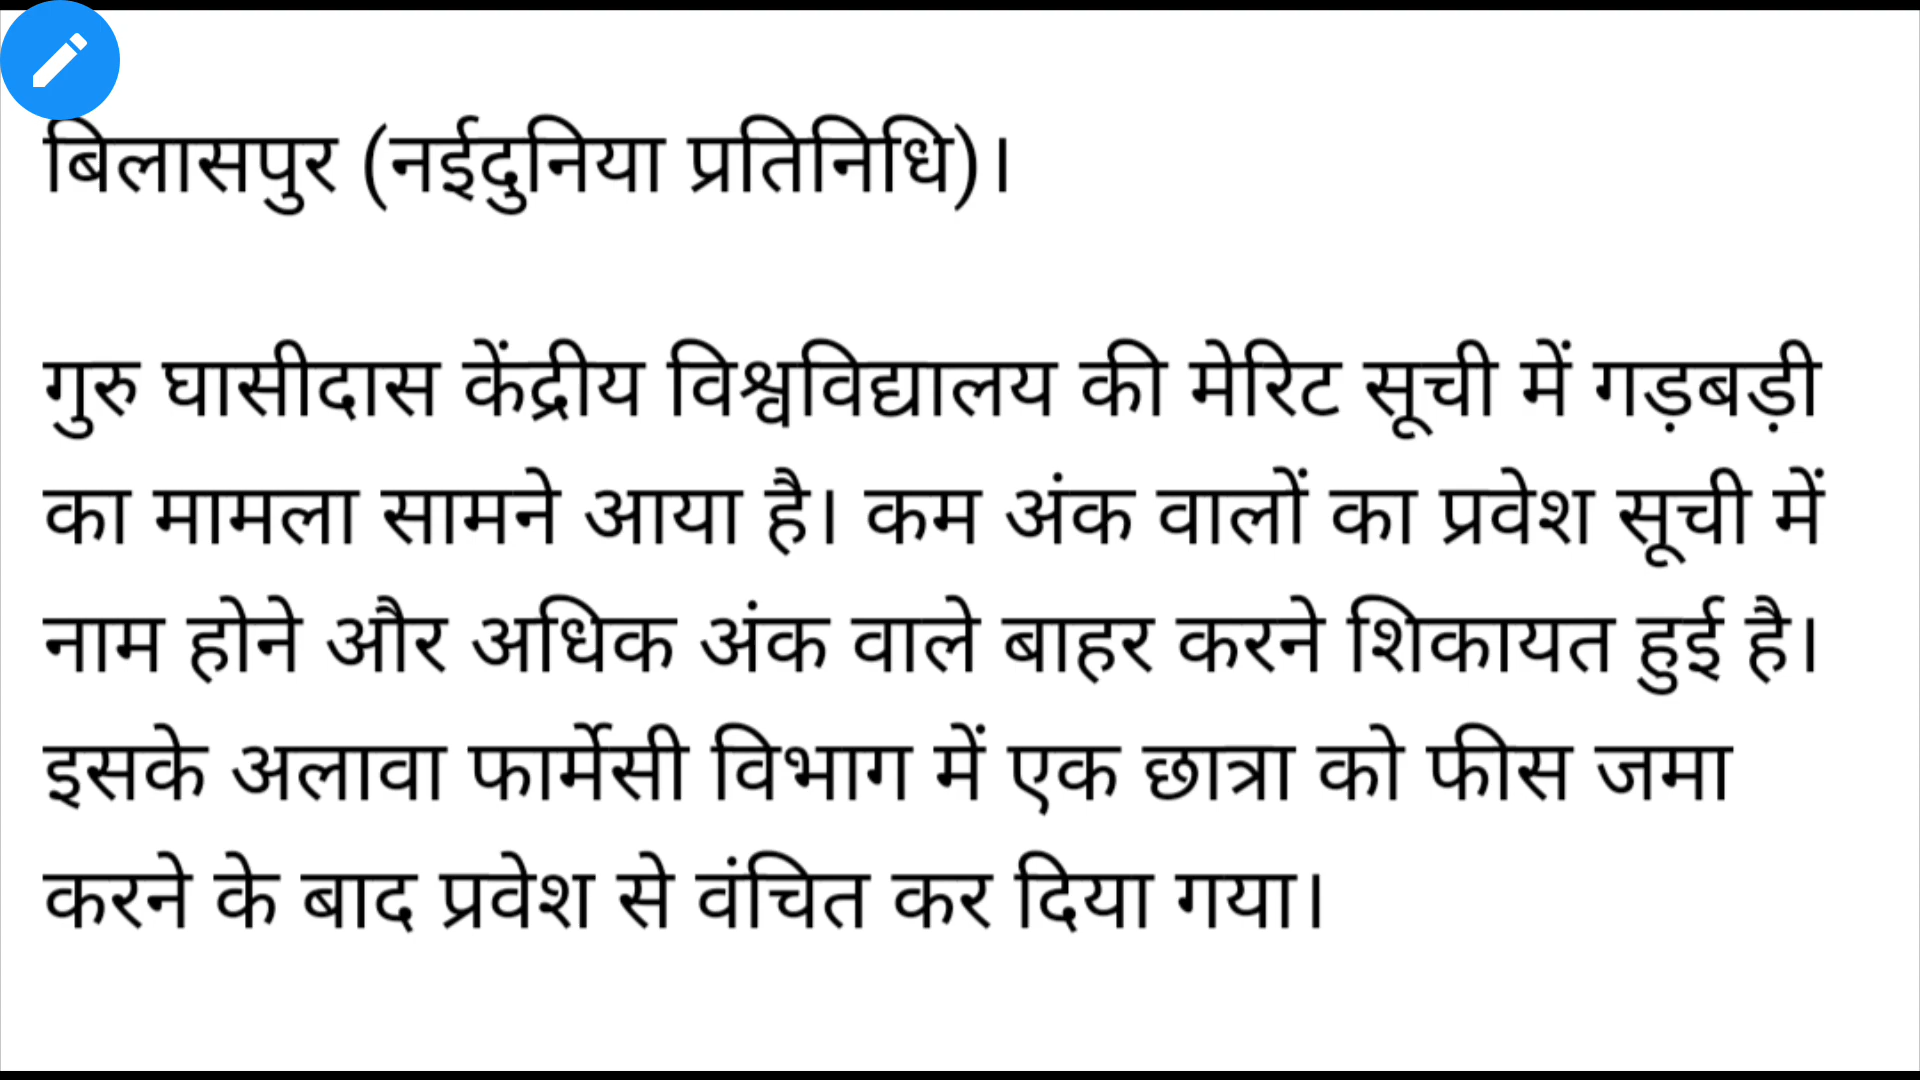 बिलासपुर (नईदुनिया प्रतिनिधि)।
गुरु घासीदास केंद्रीय विश्वविद्यालय की मेरिट सूची में गड़बड़ी
का मामला सामने आया है। कम अंक वालों का प्रवेश सूची में
नाम होने और अधिक अंक वाले बाहर करने शिकायत हुई है।
इसके अलावा फार्मेसी विभाग में एक छात्रा को फीस जमा
करने के बाद प्रवेश से वंचित कर दिया गया।